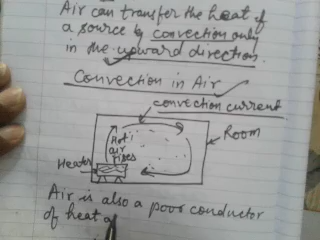 Air can transfer the heat of
a source by convection only
in the upward direction.
Convection in Air
convection current
Room
Hot
air
rises
Heater
Air is also a poor conductor
of heat a